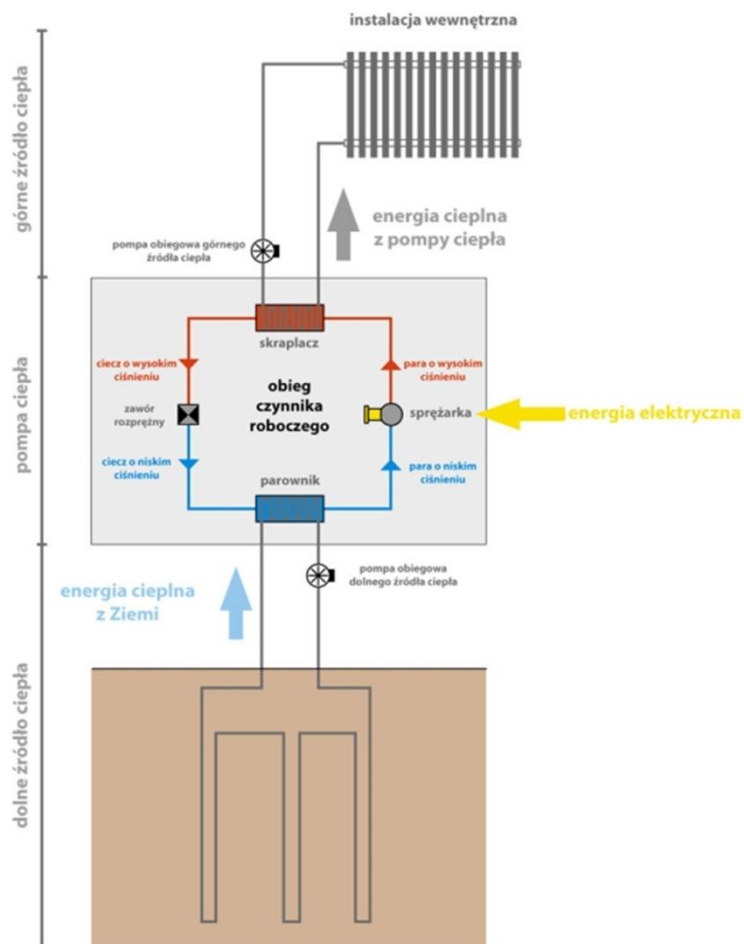 instalacja wewnętrzna
górne źródło ciepła
energia cieplna
z pompy ciepła
pompa obiegowa górnego
źródła ciepła
pompa ciepła
skraplacz
ciecz o wysokim
ciśnieniu
para o wysokim
ciśnieniu
obieg
czynnika
roboczego
zawór
rozprężny
sprężarka
energia elektryczna
ciecz o niskim
ciśnieniu
para o niskim
ciśnieniu
parownik
pompa obiegowa
dolnego źródła ciepła
energia cieplna
z Ziemi
dolne źródło ciepła